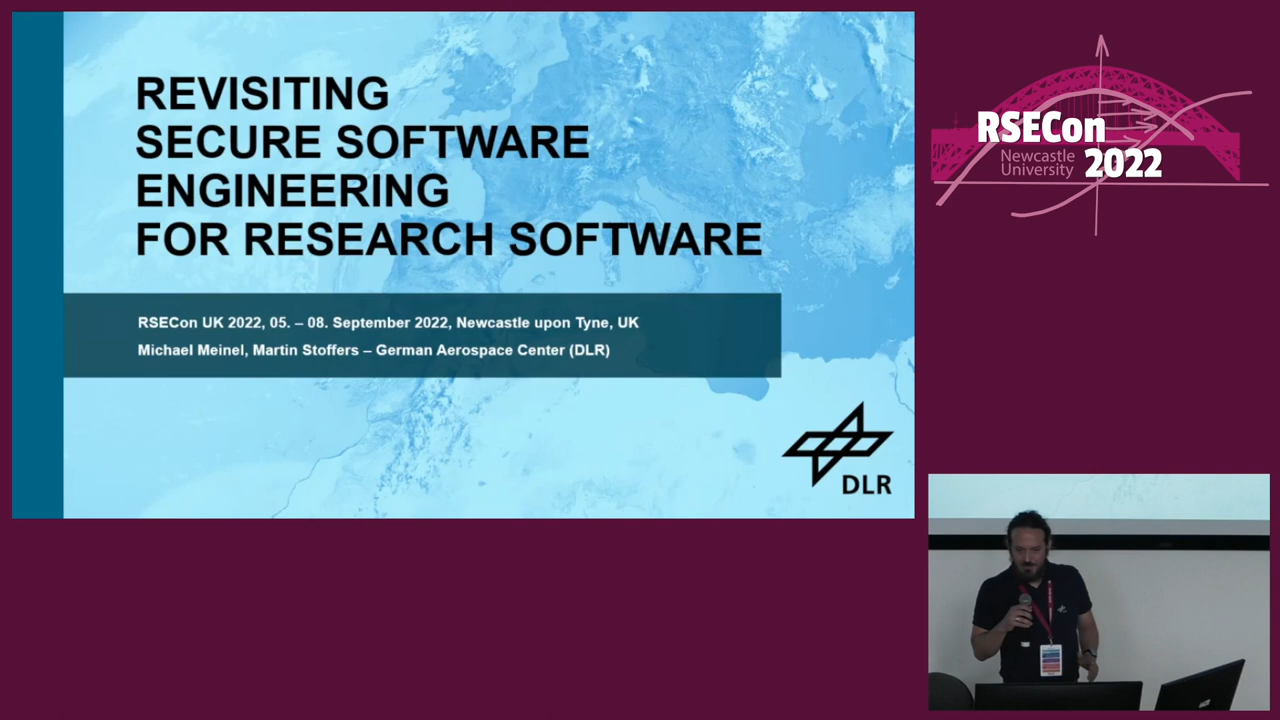 REVISITING
SECURE SOFTWARE
ENGINEERING
FOR RESEARCH SOFTWARE
RSECon UK 2022, 05. – 08. September 2022, Newcastle upon Tyne, UK
Michael Meinel, Martin Stoffers – German Aerospace Center (DLR)
DLR
RSECon
Newcastle
University
2022